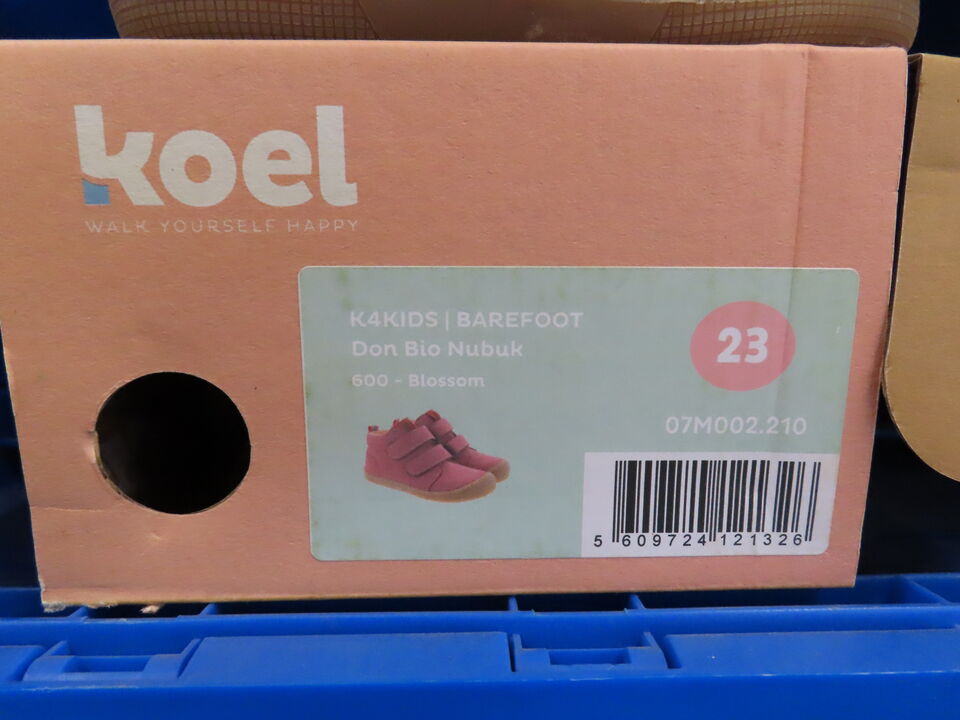 koel
WALK YOURSELF HAPPY
K4KIDS | BAREFOOT
Don Bio Nubuk
600 - Blossom
23
07M002.210
5 609724 121326